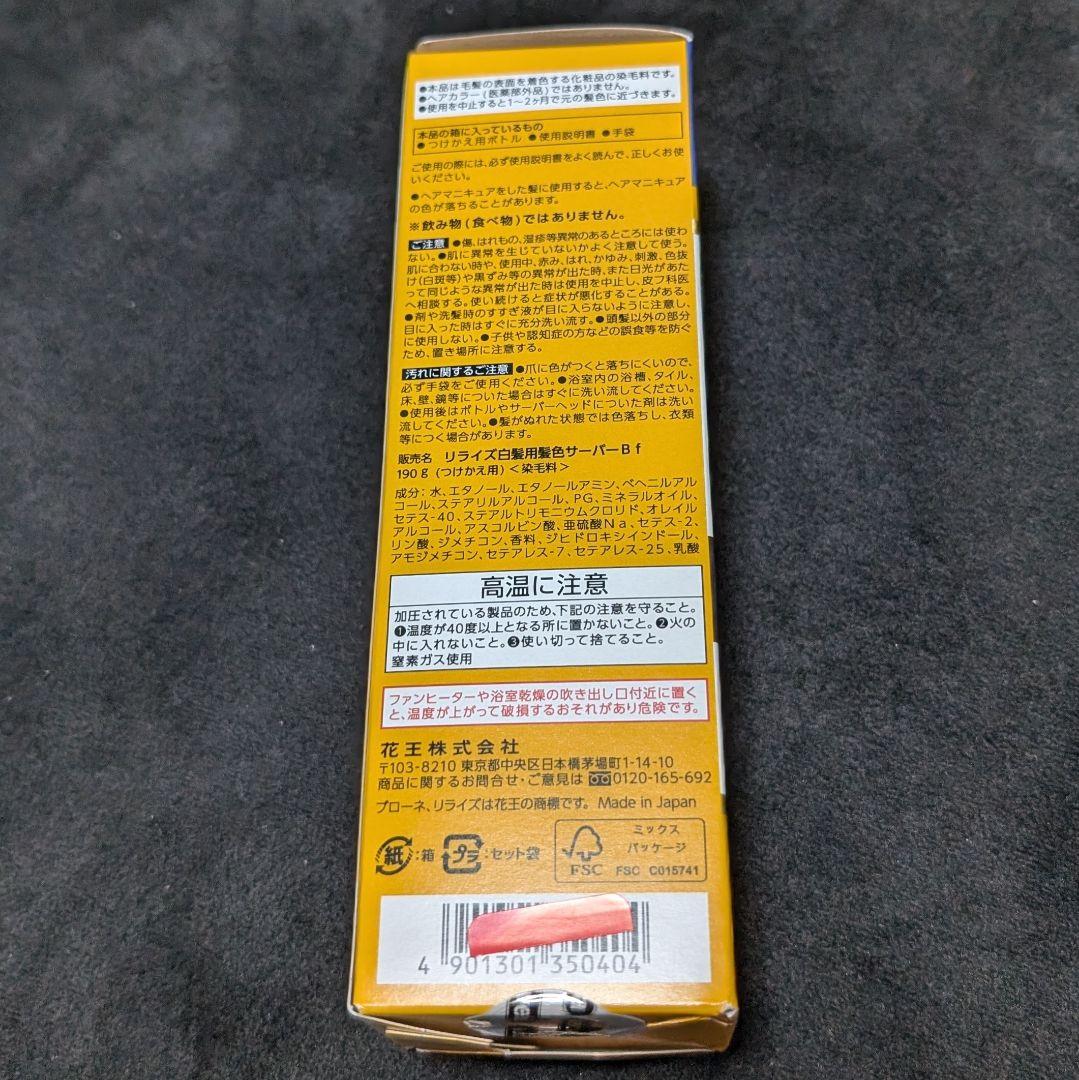 ●本品は毛髪の表面を着色する化粧品の染毛料です。
●ヘアカラー(医薬部外品)ではありません。
●使用を中止すると1〜2ヶ月で元の髪色に近づきます。
本品の箱に入っているもの
●つけかえ用ボトル ●使用説明書 ●手袋
ご使用の際には、必ず使用説明書をよく読んで、正しくお使
いください。
●ヘアマニキュアをした髪に使用すると、ヘアマニキュア
の色が落ちることがあります。
※飲み物(食べ物)ではありません。
ご注意 ●傷、はれもの、湿疹等異常のあるところには使わ
ない。●肌に異常を生じていないかよく注意して使う。
肌に合わない時や、使用中、赤み、はれ、かゆみ、刺激、色抜
け(白斑等)や黒ずみ等の異常が出た時、また日光があた
って同じような異常が出た時は使用を中止し、皮フ科医
へ相談する。使い続けると症状が悪化することがある。
●剤や洗髪時のすすぎ液が目に入らないように注意し、
目に入った時はすぐに充分洗い流す。●頭髪以外の部分
に使用しない。●子供や認知症の方などの誤食等を防ぐ
ため、置き場所に注意する。
汚れに関するご注意 ●爪に色がつくと落ちにくいので、
必ず手袋をご使用ください。●浴室内の浴槽、タイル、
床、壁、鏡等についた場合はすぐに洗い流してください。
●使用後はボトルやサーバーヘッドについた剤は洗い
流してください。●髪がぬれた状態では色落ちし、衣類
等につく場合があります。
販売名 リライズ白髪用髪色サーバーBf
190g (つけかえ用) <染毛料>
成分: 水、エタノール、エタノールアミン、ベヘニルアル
コール、ステアリルアルコール、PG、ミネラルオイル、
セテス-40、ステアルトリモニウムクロリド、オレイル
アルコール、アスコルビン酸、亜硫酸Na、セテス-2、
リン酸、ジメチコン、香料、ジヒドロキシインドール、
アモジメチコン、セテアレス-7、セテアレス-25、乳酸
高温に注意
加圧されている製品のため、下記の注意を守ること。
❶温度が40度以上となる所に置かないこと。❷火の
中に入れないこと。❸使い切って捨てること。
窒素ガス使用
ファンヒーターや浴室乾燥の吹き出し口付近に置く
と、温度が上がって破損するおそれがあり危険です。
花王株式会社
〒103-8210 東京都中央区日本橋茅場町1-14-10
商品に関するお問合せ・ご意見は 0120-165-692
ブローネ、リライズは花王の商標です。 Made in Japan
紙 :箱 プラ :セット袋
ミックス
パッケージ
FSC FSC C015741
4 901301 350404